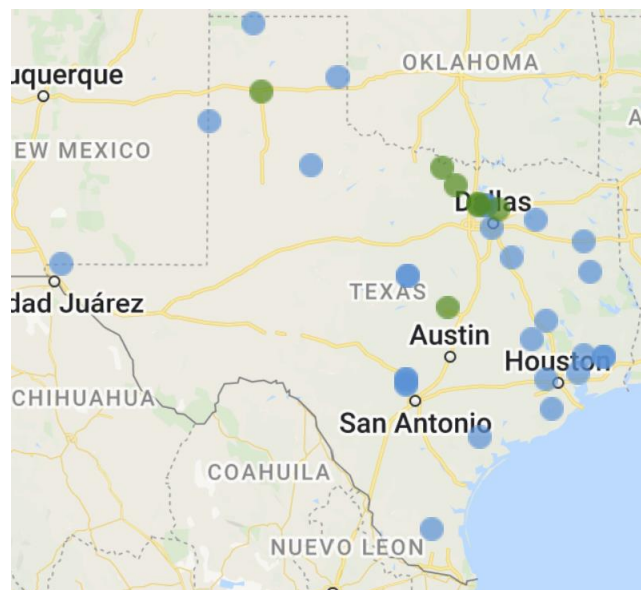 OKLAHOMA
uquerque
A
EW MEXICO
Dallas
TEXAS
dad Juárez
Austin
Houston
CHIHUAHUA
San Antonio
COAHUILA
NUEVO LEON